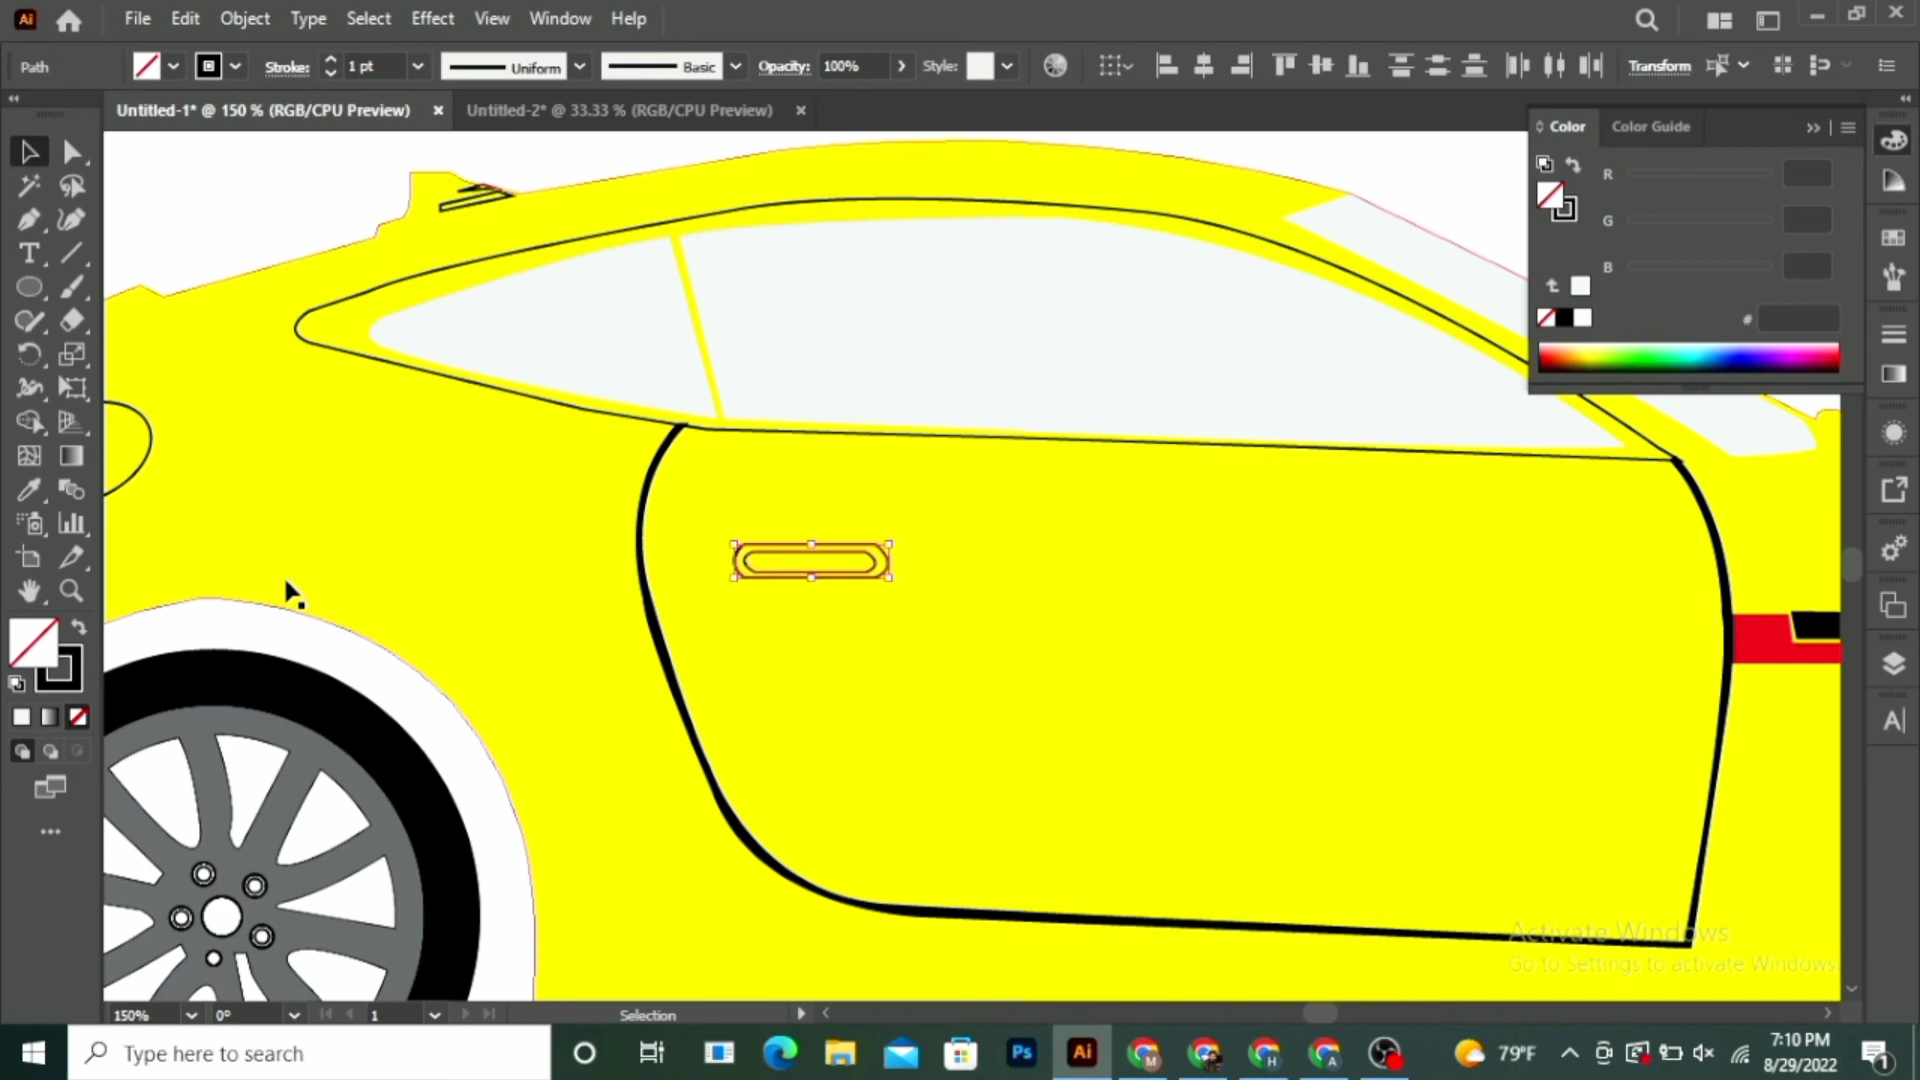 Ai File Edit Object Type Select Effect View Window Help
Path Stroke: 1 pt Uniform Basic Opacity: 100% Style: Transform
Untitled-1* @ 150 % (RGB/CPU Preview) Untitled-2* @ 33.33 % (RGB/CPU Preview)
Color Color Guide
R
G
B
#
Activate Windows
Go to Settings to activate Windows.
150% 0° 1 Selection
Type here to search Ps Ai M H A 79°F 7:10 PM
8/29/2022 1